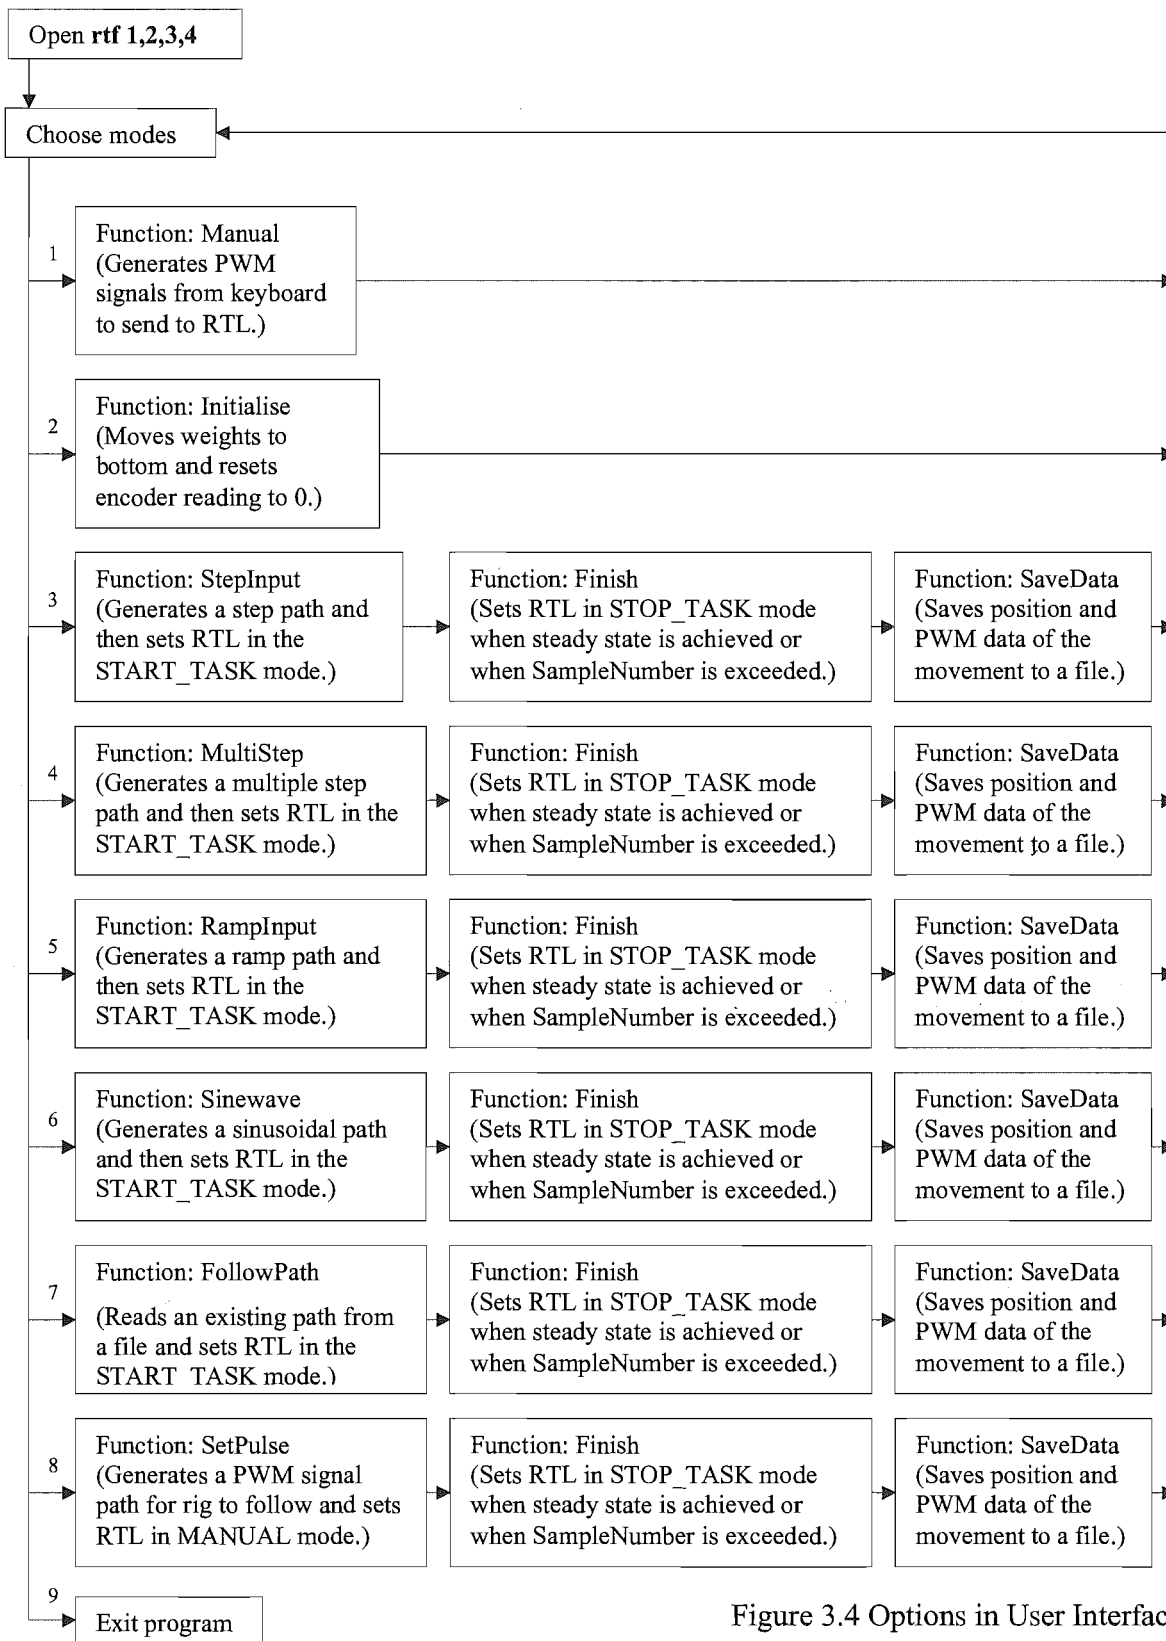 Open rtf 1,2,3,4
Choose modes
1
Function: Manual
(Generates PWM
signals from keyboard
to send to RTL.)
2
Function: Initialise
(Moves weights to
bottom and resets
encoder reading to 0.)
3
Function: StepInput
(Generates a step path and
then sets RTL in the
START_TASK mode.)
Function: Finish
(Sets RTL in STOP_TASK mode
when steady state is achieved or
when SampleNumber is exceeded.)
Function: SaveData
(Saves position and
PWM data of the
movement to a file.)
4
Function: MultiStep
(Generates a multiple step
path and then sets RTL in the
START_TASK mode.)
Function: Finish
(Sets RTL in STOP_TASK mode
when steady state is achieved or
when SampleNumber is exceeded.)
Function: SaveData
(Saves position and
PWM data of the
movement to a file.)
5
Function: RampInput
(Generates a ramp path and
then sets RTL in the
START_TASK mode.)
Function: Finish
(Sets RTL in STOP_TASK mode
when steady state is achieved or
when SampleNumber is exceeded.)
Function: SaveData
(Saves position and
PWM data of the
movement to a file.)
6
Function: Sinewave
(Generates a sinusoidal path
and then sets RTL in the
START_TASK mode.)
Function: Finish
(Sets RTL in STOP_TASK mode
when steady state is achieved or
when SampleNumber is exceeded.)
Function: SaveData
(Saves position and
PWM data of the
movement to a file.)
7
Function: FollowPath
(Reads an existing path from
a file and sets RTL in the
START_TASK mode.)
Function: Finish
(Sets RTL in STOP_TASK mode
when steady state is achieved or
when SampleNumber is exceeded.)
Function: SaveData
(Saves position and
PWM data of the
movement to a file.)
8
Function: SetPulse
(Generates a PWM signal
path for rig to follow and sets
RTL in MANUAL mode.)
Function: Finish
(Sets RTL in STOP_TASK mode
when steady state is achieved or
when SampleNumber is exceeded.)
Function: SaveData
(Saves position and
PWM data of the
movement to a file.)
9
Exit program
Figure 3.4 Options in User Interfac